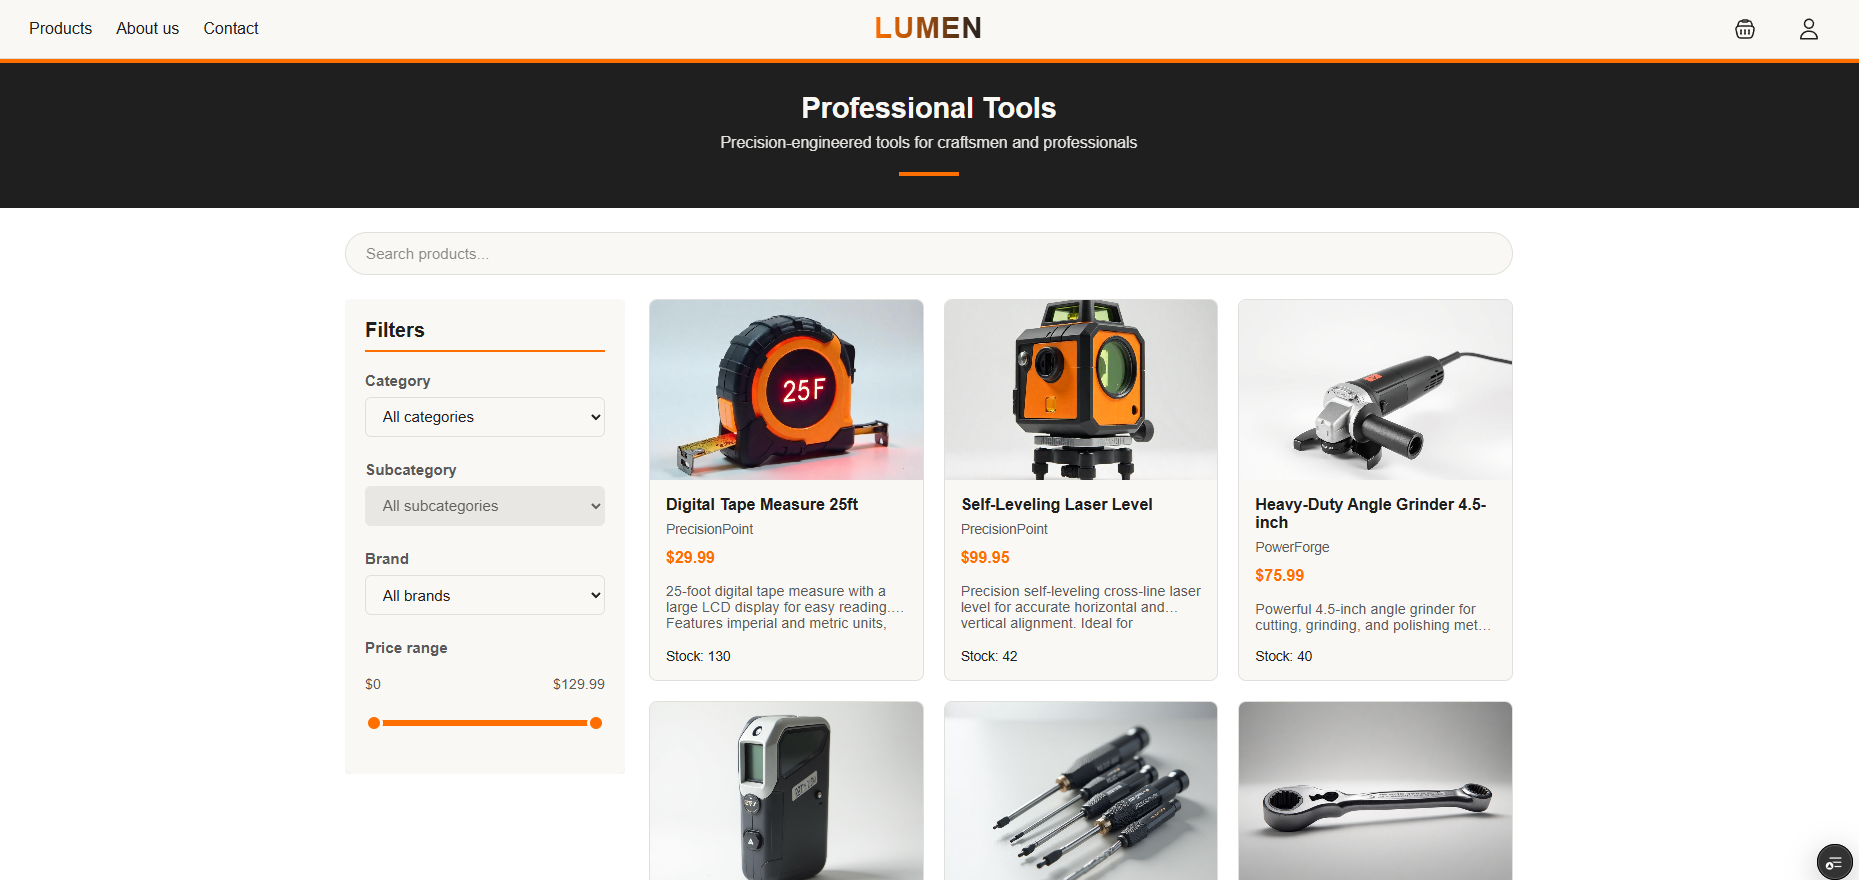 Products About us Contact LUMEN
Professional Tools
Precision-engineered tools for craftsmen and professionals
Search products...
Filters
Category
All categories
Subcategory
All subcategories
Brand
All brands
Price range
$0 $129.99
25F
Digital Tape Measure 25ft
PrecisionPoint
$29.99
25-foot digital tape measure with a
large LCD display for easy reading.…
Features imperial and metric units,
Stock: 130
Self-Leveling Laser Level
PrecisionPoint
$99.95
Precision self-leveling cross-line laser
level for accurate horizontal and…
vertical alignment. Ideal for
Stock: 42
Heavy-Duty Angle Grinder 4.5-
inch
PowerForge
$75.99
Powerful 4.5-inch angle grinder for
cutting, grinding, and polishing met…
Stock: 40